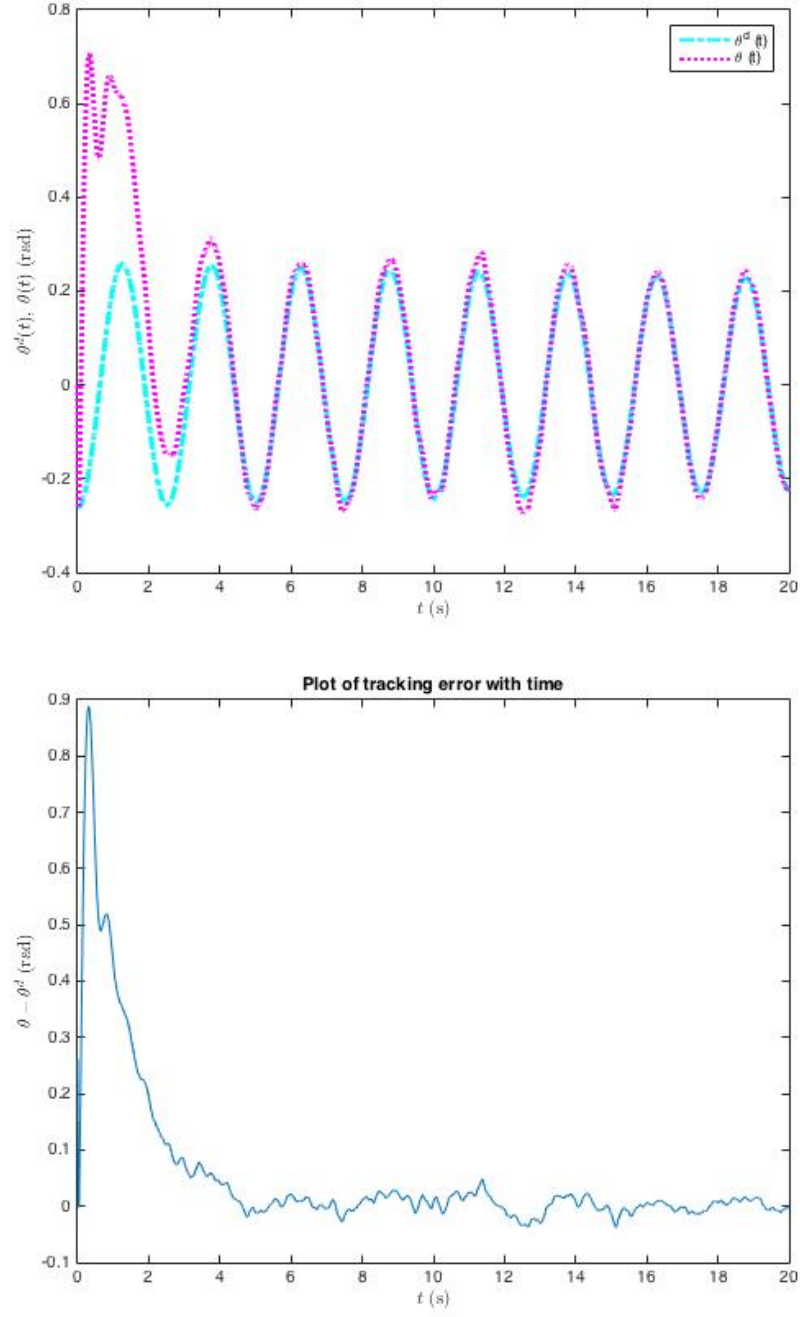 0.8
0.6
0.4
0.2
0
-0.2
-0.4
θᵈ(t), θ(t) (rad)
θᵈ (t)
θ (t)
0 2 4 6 8 10 12 14 16 18 20
t (s)
Plot of tracking error with time
0.9
0.8
0.7
0.6
0.5
0.4
0.3
0.2
0.1
0
-0.1
θ − θᵈ (rad)
0 2 4 6 8 10 12 14 16 18 20
t (s)